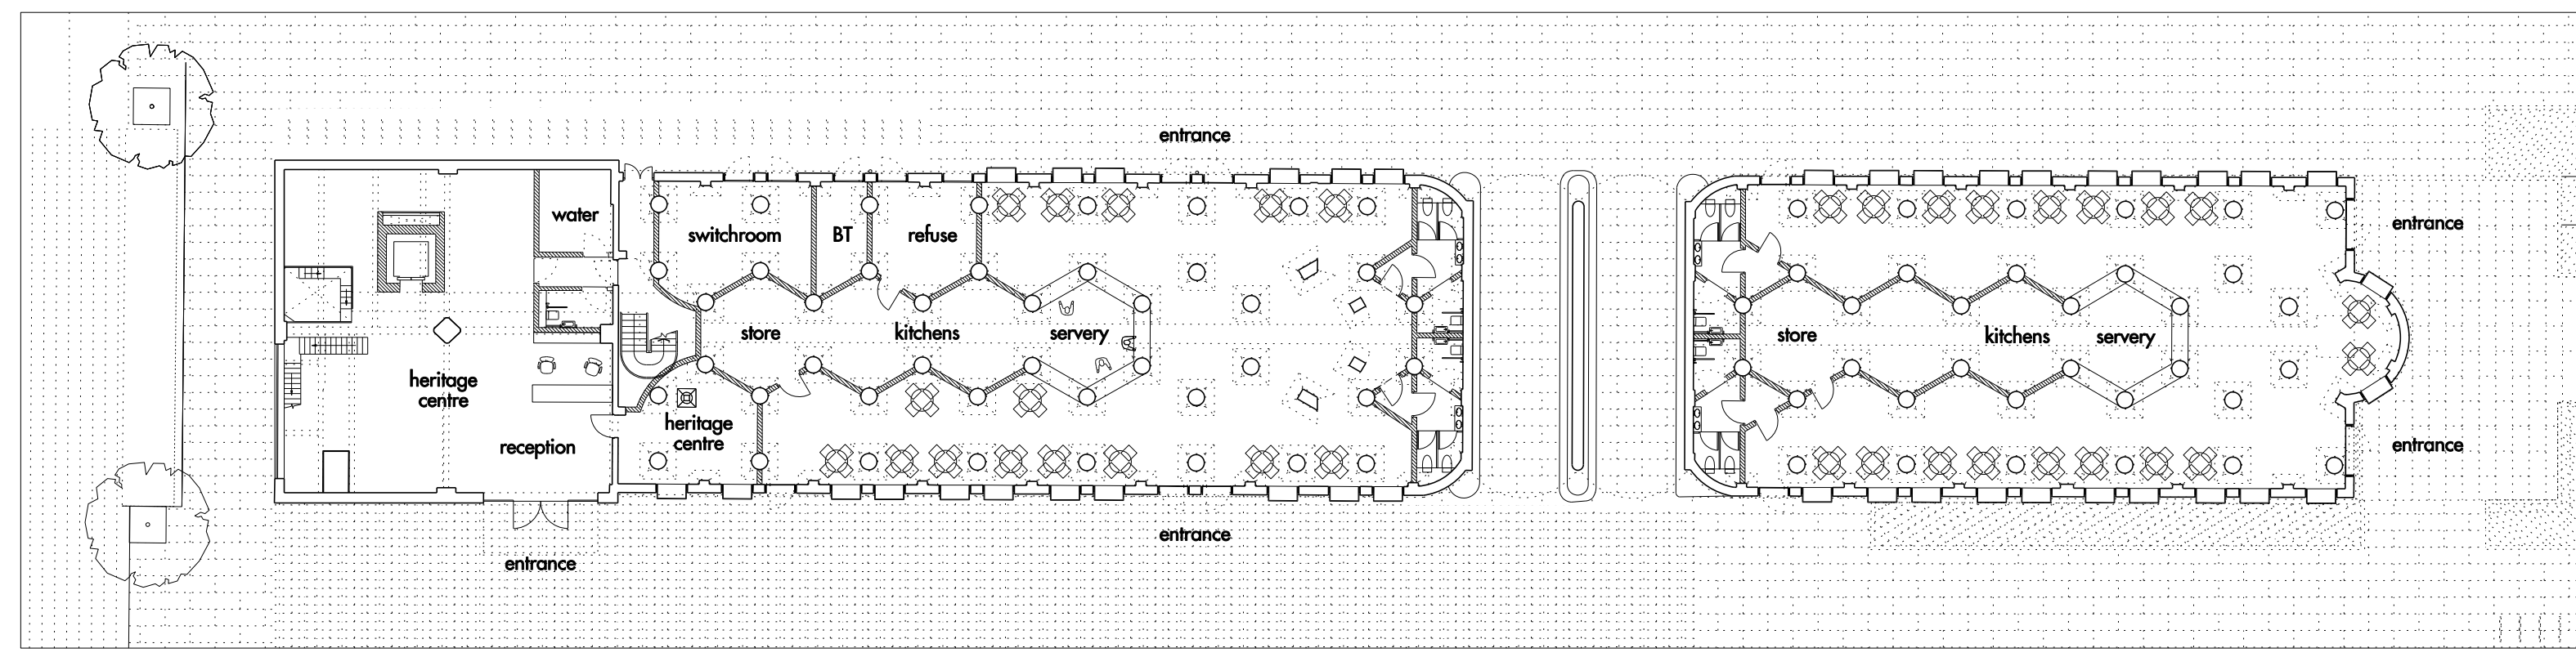 entrance
water
switchroom
BT
refuse
entrance
store
kitchens
servery
store
kitchens
servery
heritage
centre
heritage
centre
reception
entrance
entrance
entrance